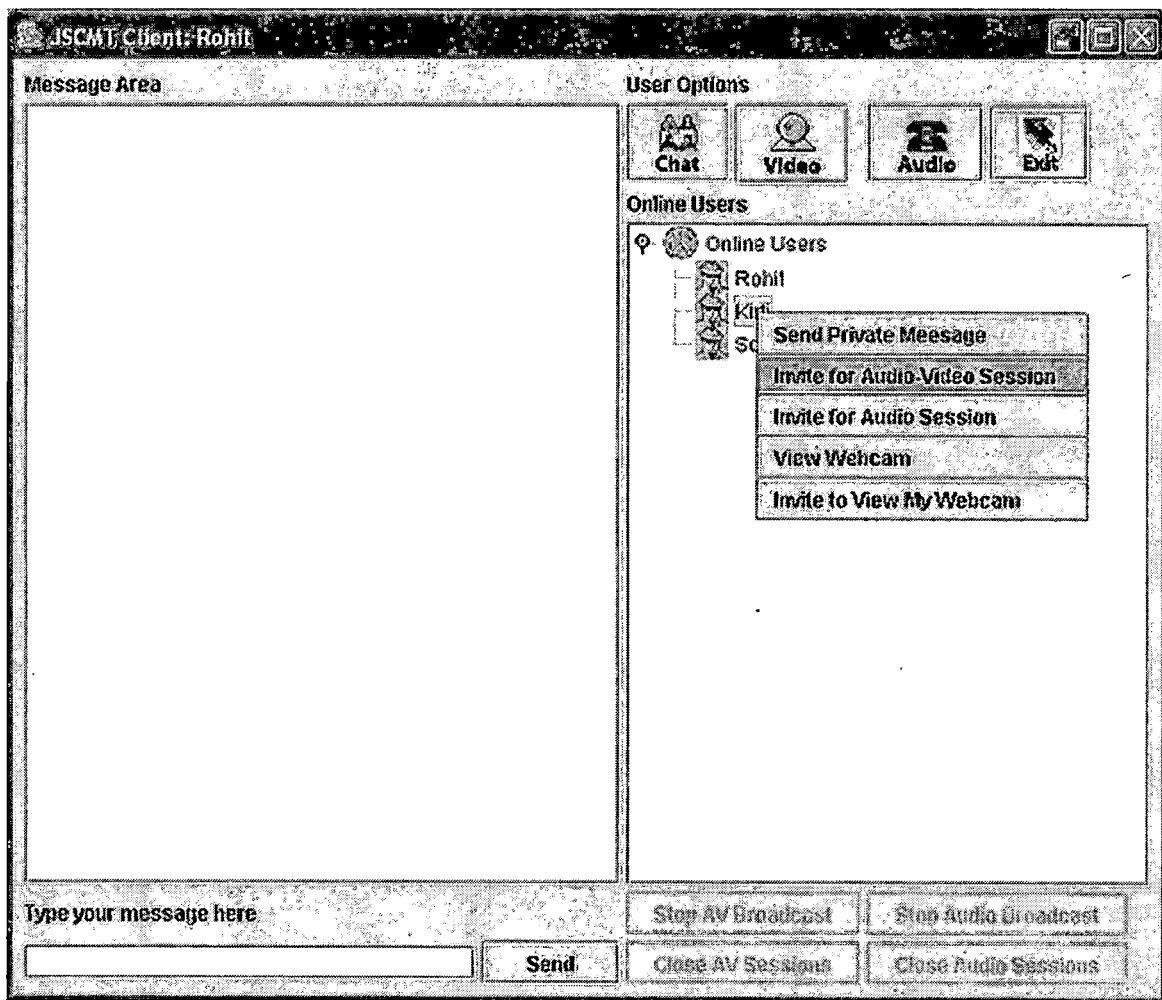 JSCMT Client: Rohit
Message Area
User Options
Chat
Video
Audio
Exit
Online Users
Online Users
Rohit
Send Private Meesage
Invite for Audio-Video Session
Invite for Audio Session
View Webcam
Invite to View My Webcam
Type your message here
Send
Stop AV Broadcast
Stop Audio Broadcast
Close AV Sessions
Close Audio Sessions